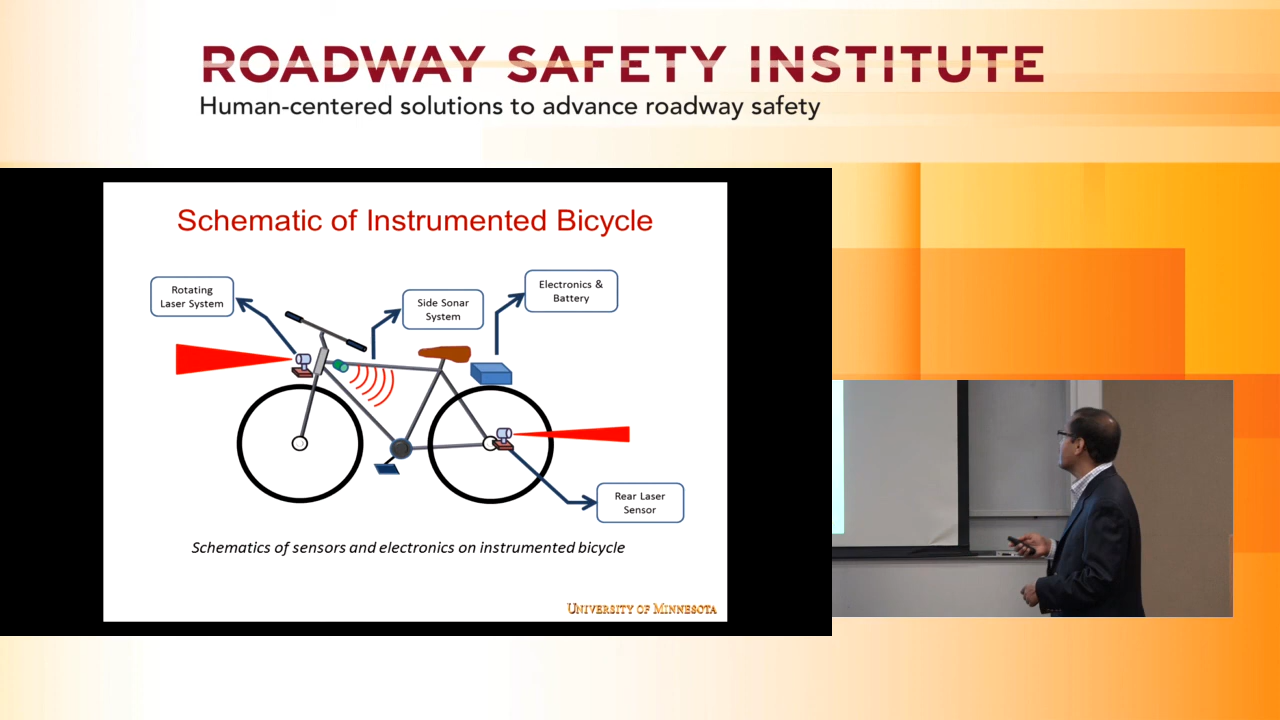 ROADWAY SAFETY INSTITUTE
Human-centered solutions to advance roadway safety
Schematic of Instrumented Bicycle
Rotating
Laser System
Side Sonar
System
Electronics &
Battery
Rear Laser
Sensor
Schematics of sensors and electronics on instrumented bicycle
UNIVERSITY OF MINNESOTA